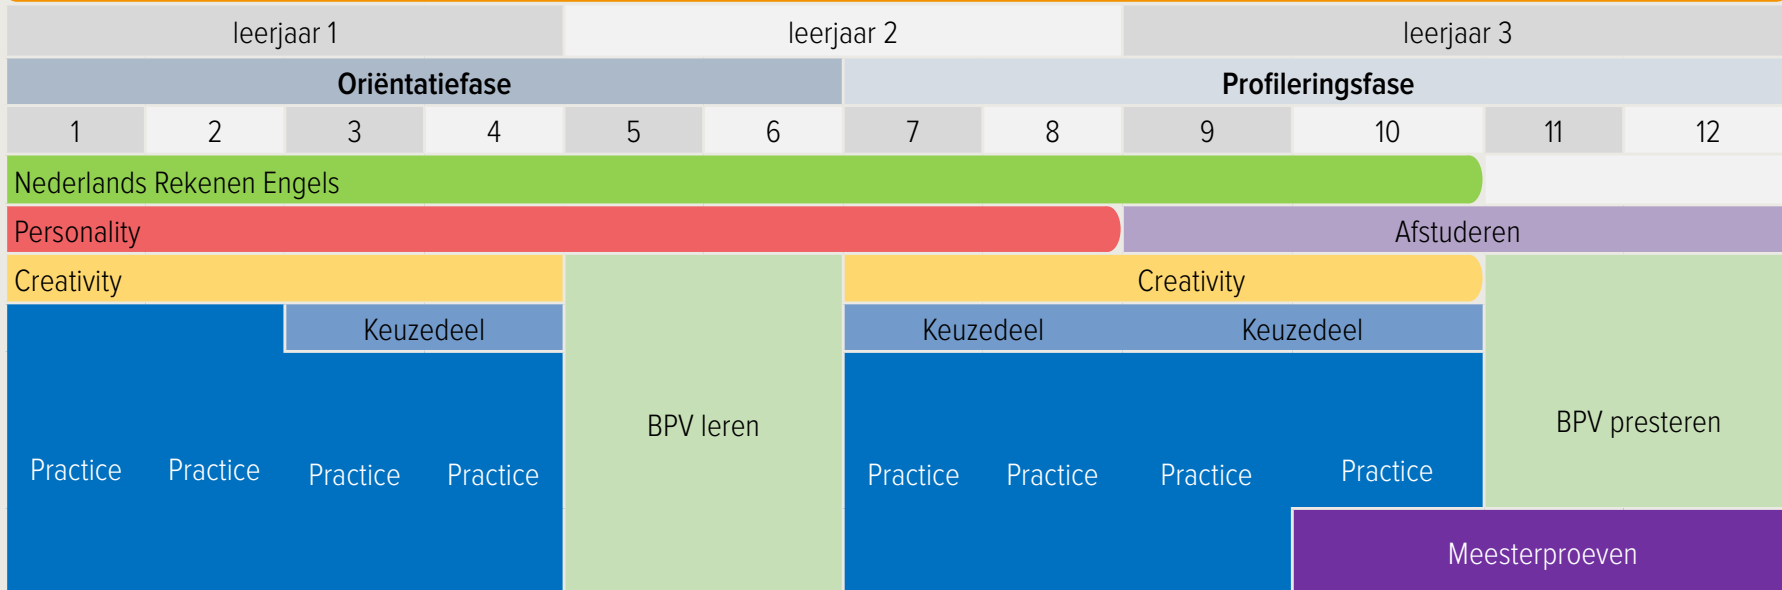 leerjaar 1 leerjaar 2 leerjaar 3
Oriëntatiefase Profileringsfase
1 2 3 4 5 6 7 8 9 10 11 12
Nederlands Rekenen Engels
Personality Afstuderen
Creativity Creativity
Keuzedeel Keuzedeel Keuzedeel
BPV leren BPV presteren
Practice Practice Practice Practice Practice Practice Practice Practice
Meesterproeven